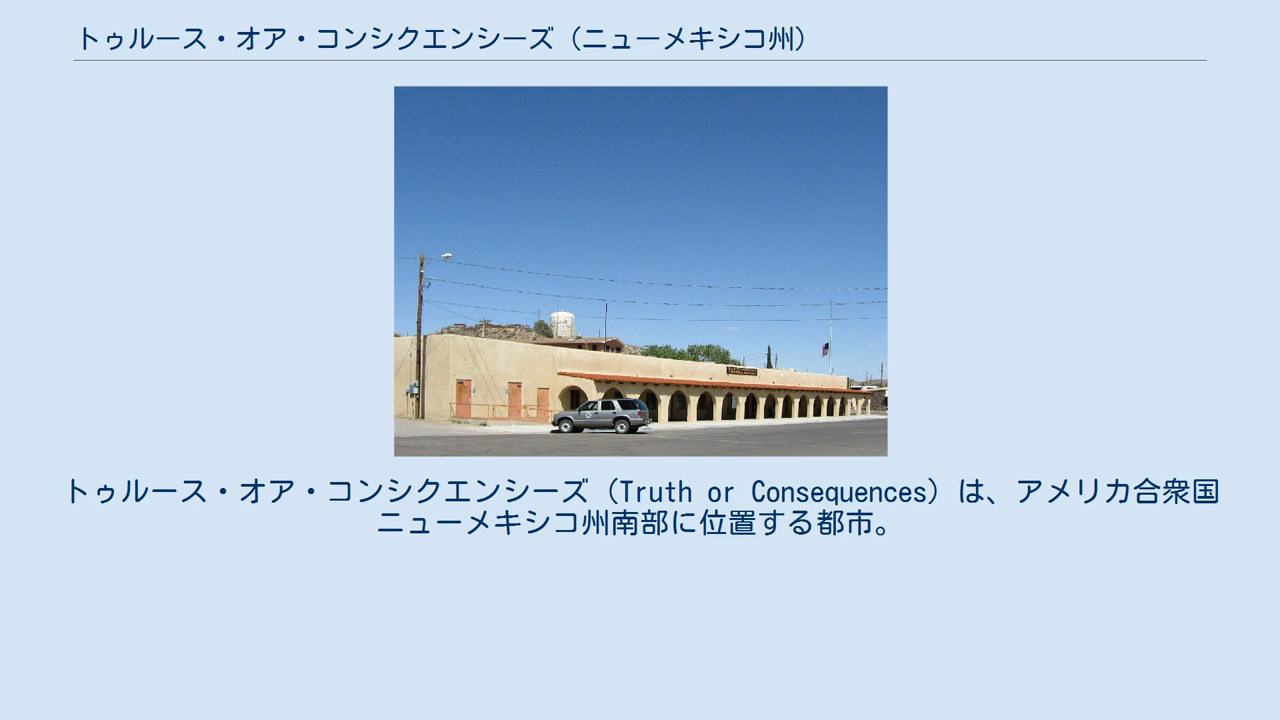 トゥルース・オア・コンシクエンシーズ（ニューメキシコ州）
トゥルース・オア・コンシクエンシーズ（Truth or Consequences）は、アメリカ合衆国
ニューメキシコ州南部に位置する都市。